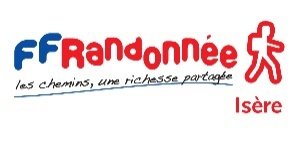 FFRandonnée
les chemins, une richesse partagée
Isère